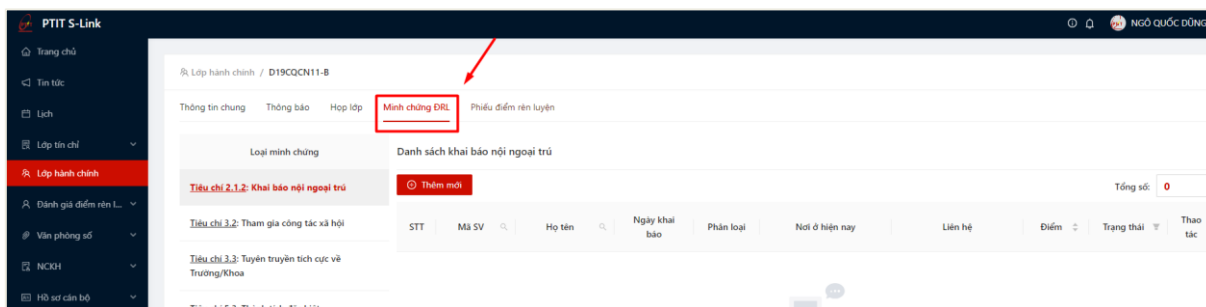 PTIT S-Link
NGÔ QUỐC DŨNG
Trang chủ
Tin tức
Lịch
Lớp tín chỉ
Lớp hành chính
Đánh giá điểm rèn l...
Văn phòng số
NCKH
Hồ sơ cán bộ
Lớp hành chính / D19CQCN11-B
Thông tin chung Thông báo Họp lớp Minh chứng ĐRL Phiếu điểm rèn luyện
Loại minh chứng
Tiêu chí 2.1.2: Khai báo nội ngoại trú
Tiêu chí 3.2: Tham gia công tác xã hội
Tiêu chí 3.3: Tuyên truyền tích cực về
Trường/Khoa
Danh sách khai báo nội ngoại trú
Thêm mới
Tổng số: 0
STT Mã SV Họ tên Ngày khai báo Phân loại Nơi ở hiện nay Liên hệ Điểm Trạng thái Thao tác